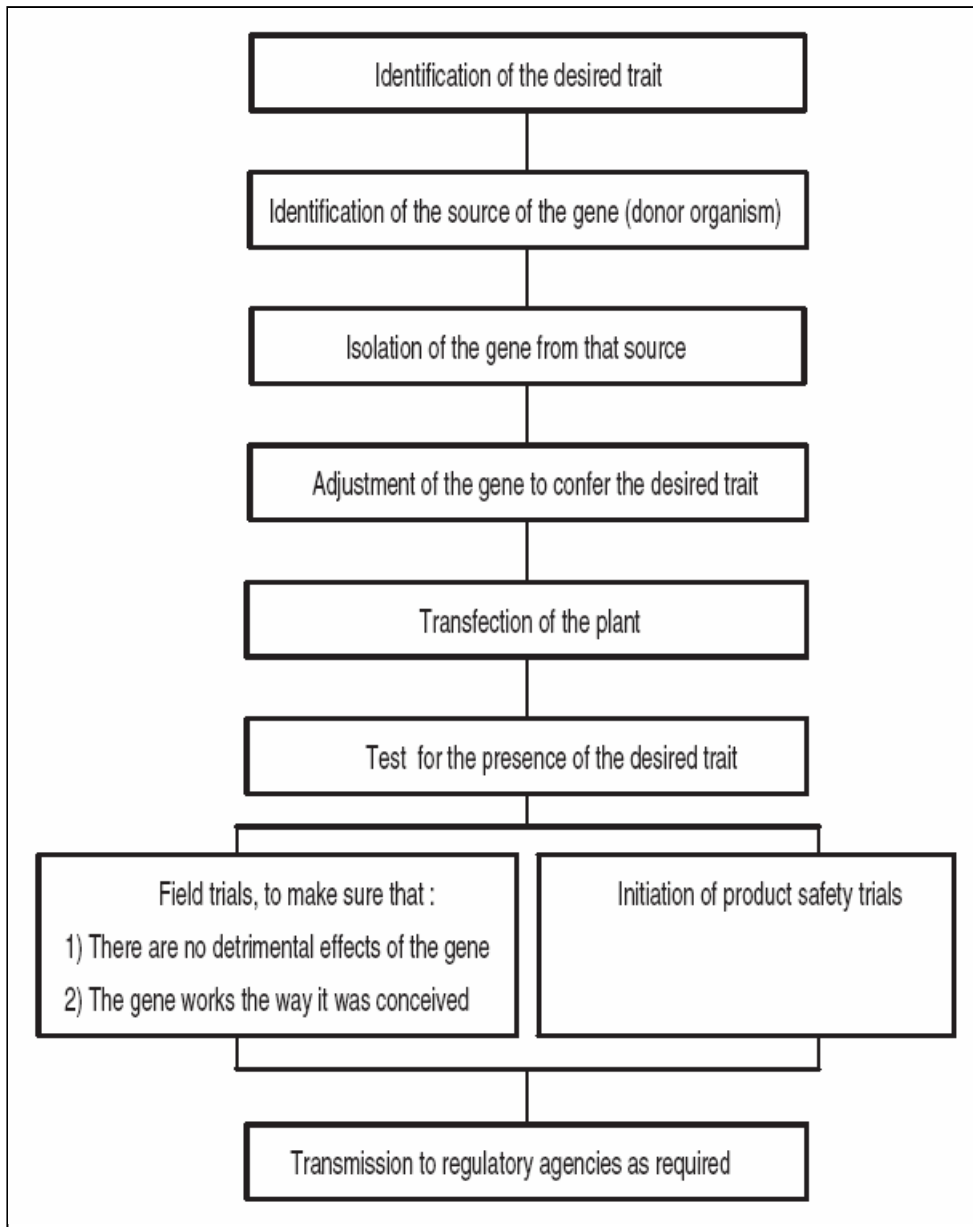 Identification of the desired trait
Identification of the source of the gene (donor organism)
Isolation of the gene from that source
Adjustment of the gene to confer the desired trait
Transfection of the plant
Test for the presence of the desired trait
Field trials, to make sure that :
1) There are no detrimental effects of the gene
2) The gene works the way it was conceived
Initiation of product safety trials
Transmission to regulatory agencies as required